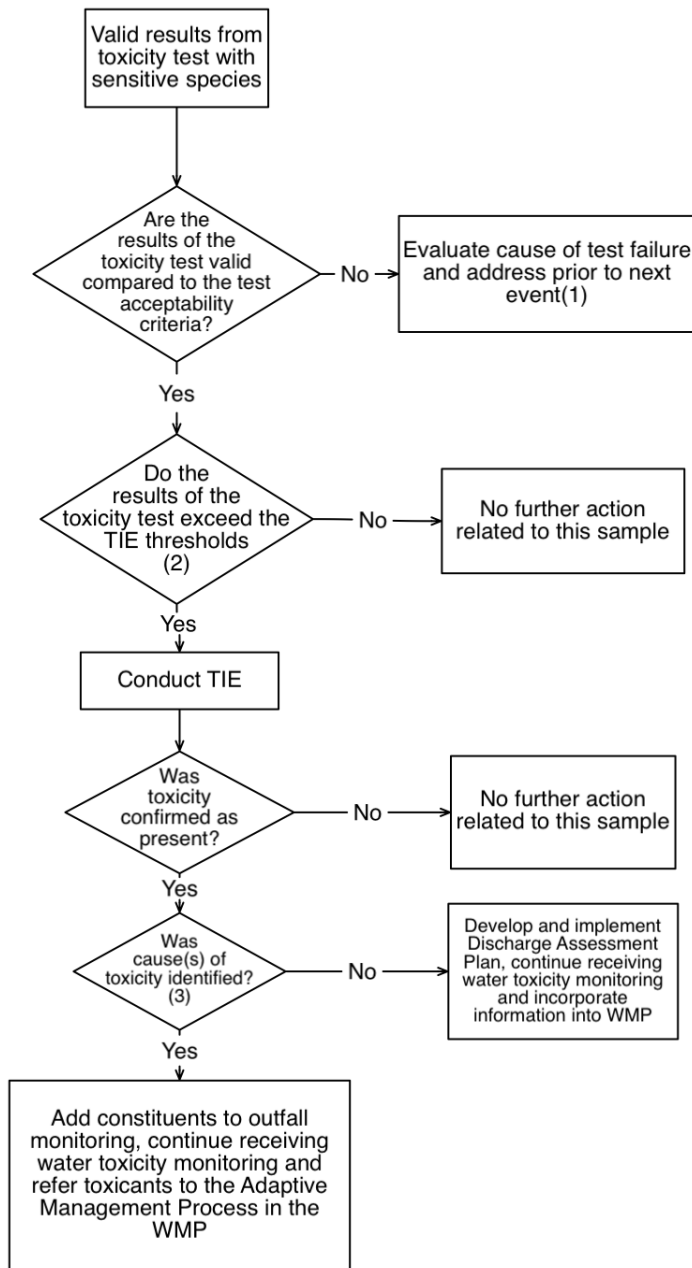 Valid results from
toxicity test with
sensitive species
Are the
results of the
toxicity test valid
compared to the test
acceptability
criteria?
No
Evaluate cause of test failure
and address prior to next
event(1)
Yes
Do the
results of the
toxicity test exceed the
TIE thresholds
(2)
No
No further action
related to this sample
Yes
Conduct TIE
Was
toxicity
confirmed as
present?
No
No further action
related to this sample
Yes
Was
cause(s) of
toxicity identified?
(3)
No
Develop and implement
Discharge Assessment
Plan, continue receiving
water toxicity monitoring
and incorporate
information into WMP
Yes
Add constituents to outfall
monitoring, continue receiving
water toxicity monitoring and
refer toxicants to the Adaptive
Management Process in the
WMP